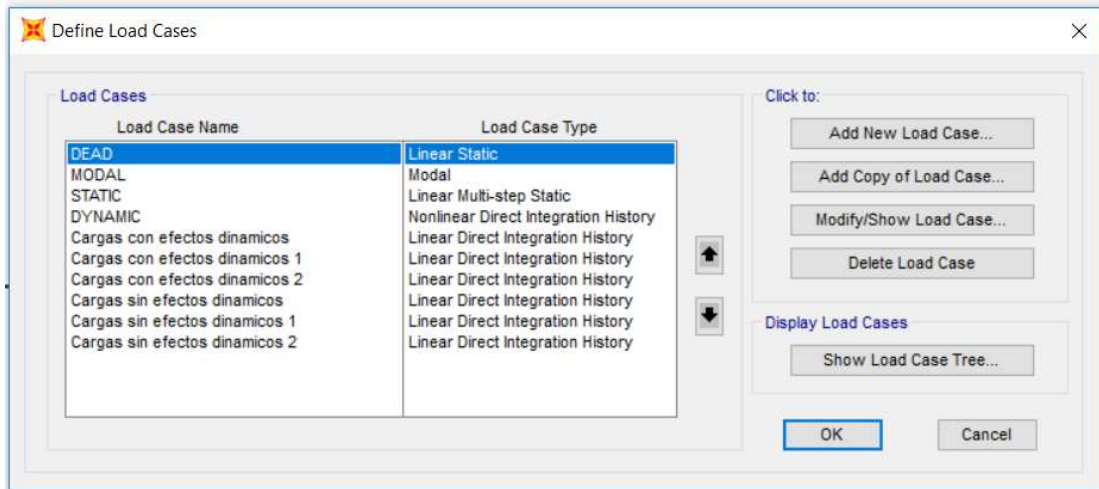 Define Load Cases
Load Cases
Click to:
Load Case Name Load Case Type
DEAD Linear Static
MODAL Modal
STATIC Linear Multi-step Static
DYNAMIC Nonlinear Direct Integration History
Cargas con efectos dinamicos Linear Direct Integration History
Cargas con efectos dinamicos 1 Linear Direct Integration History
Cargas con efectos dinamicos 2 Linear Direct Integration History
Cargas sin efectos dinamicos Linear Direct Integration History
Cargas sin efectos dinamicos 1 Linear Direct Integration History
Cargas sin efectos dinamicos 2 Linear Direct Integration History
Add New Load Case...
Add Copy of Load Case...
Modify/Show Load Case...
Delete Load Case
Display Load Cases
Show Load Case Tree...
OK Cancel